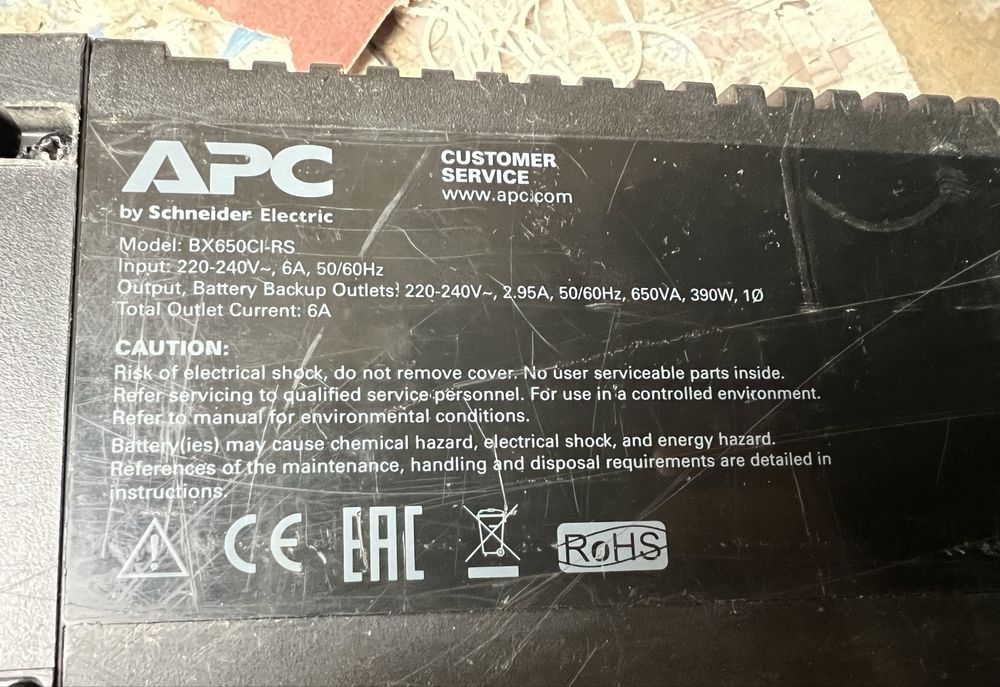 APC
by Schneider Electric
CUSTOMER
SERVICE
www.apc.com
Model: BX650CI-RS
Input: 220-240V~, 6A, 50/60Hz
Output, Battery Backup Outlets: 220-240V~, 2.95A, 50/60Hz, 650VA, 390W, 1Ø
Total Outlet Current: 6A
CAUTION:
Risk of electrical shock, do not remove cover. No user serviceable parts inside.
Refer servicing to qualified service personnel. For use in a controlled environment.
Refer to manual for environmental conditions.
Battery(ies) may cause chemical hazard, electrical shock, and energy hazard.
References of the maintenance, handling and disposal requirements are detailed in
instructions.
CE EAC RoHS